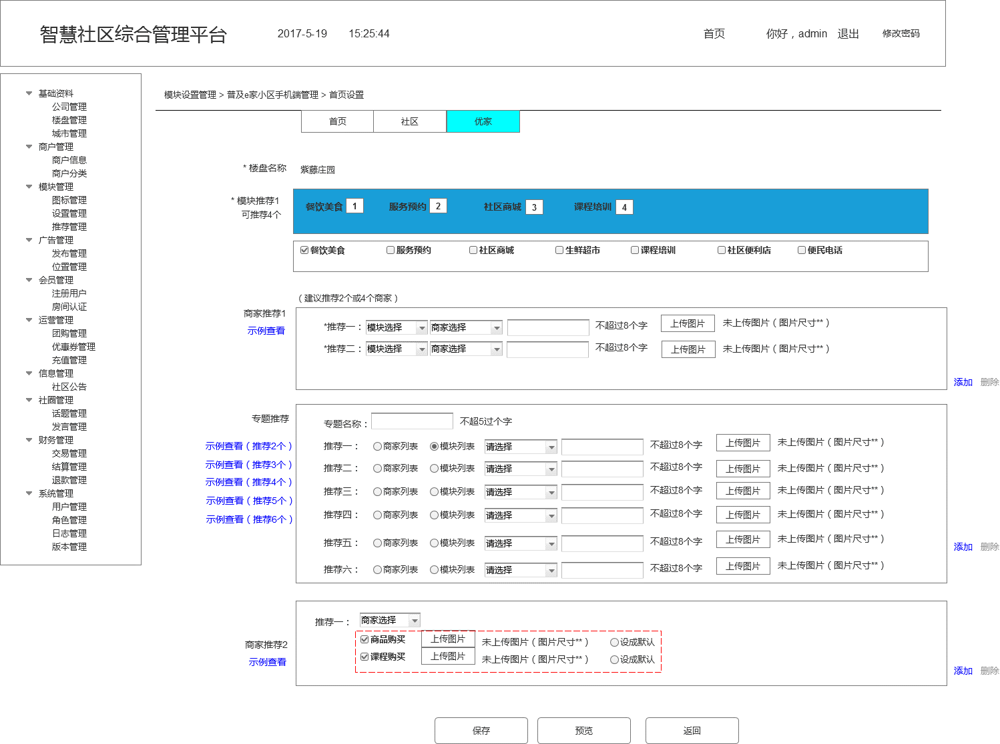 智慧社区综合管理平台 2017-5-19 15:25:44 首页 你好，admin 退出 修改密码
基础资料
公司管理
楼盘管理
城市管理
商户管理
商户信息
商户分类
模块管理
图标管理
设置管理
推荐管理
广告管理
发布管理
位置管理
会员管理
注册用户
房间认证
运营管理
团购管理
优惠券管理
充值管理
信息管理
社区公告
社圈管理
话题管理
发言管理
财务管理
交易管理
结算管理
退款管理
系统管理
用户管理
角色管理
日志管理
版本管理
模块设置管理 > 普及e家小区手机端管理 > 首页设置
首页 社区 优家
* 楼盘名称 紫藤庄园
* 模块推荐1 餐饮美食 1 服务预约 2 社区商城 3 课程培训 4
可推荐4个
餐饮美食 服务预约 社区商城 生鲜超市 课程培训 社区便利店 便民电话
（建议推荐2个或4个商家）
商家推荐1
示例查看
*推荐一： 模块选择 商家选择 不超过8个字 上传图片 未上传图片（图片尺寸**）
*推荐二： 模块选择 商家选择 不超过8个字 上传图片 未上传图片（图片尺寸**）
添加 删除
专题推荐
示例查看（推荐2个）
示例查看（推荐3个）
示例查看（推荐4个）
示例查看（推荐5个）
示例查看（推荐6个）
专题名称： 不超5过个字
推荐一： 商家列表 模块列表 请选择 不超过8个字 上传图片 未上传图片（图片尺寸**）
推荐二： 商家列表 模块列表 请选择 不超过8个字 上传图片 未上传图片（图片尺寸**）
推荐三： 商家列表 模块列表 请选择 不超过8个字 上传图片 未上传图片（图片尺寸**）
推荐四： 商家列表 模块列表 请选择 不超过8个字 上传图片 未上传图片（图片尺寸**）
推荐五： 商家列表 模块列表 请选择 不超过8个字 上传图片 未上传图片（图片尺寸**）
推荐六： 商家列表 模块列表 请选择 不超过8个字 上传图片 未上传图片（图片尺寸**）
添加 删除
商家推荐2
示例查看
推荐一： 商家选择
商品购买 上传图片 未上传图片（图片尺寸**） 设成默认
课程购买 上传图片 未上传图片（图片尺寸**） 设成默认
添加 删除
保存 预览 返回